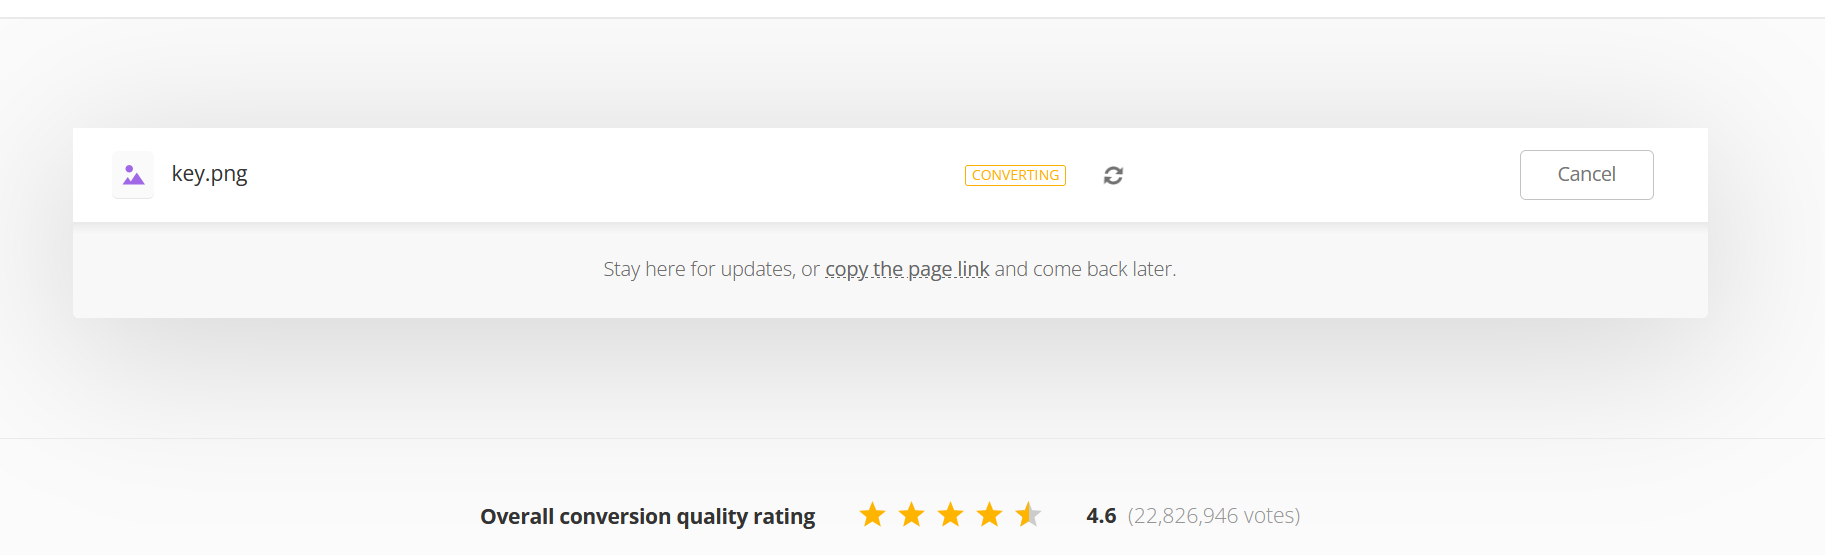 key.png CONVERTING Cancel
Stay here for updates, or copy the page link and come back later.
Overall conversion quality rating 4.6 (22,826,946 votes)